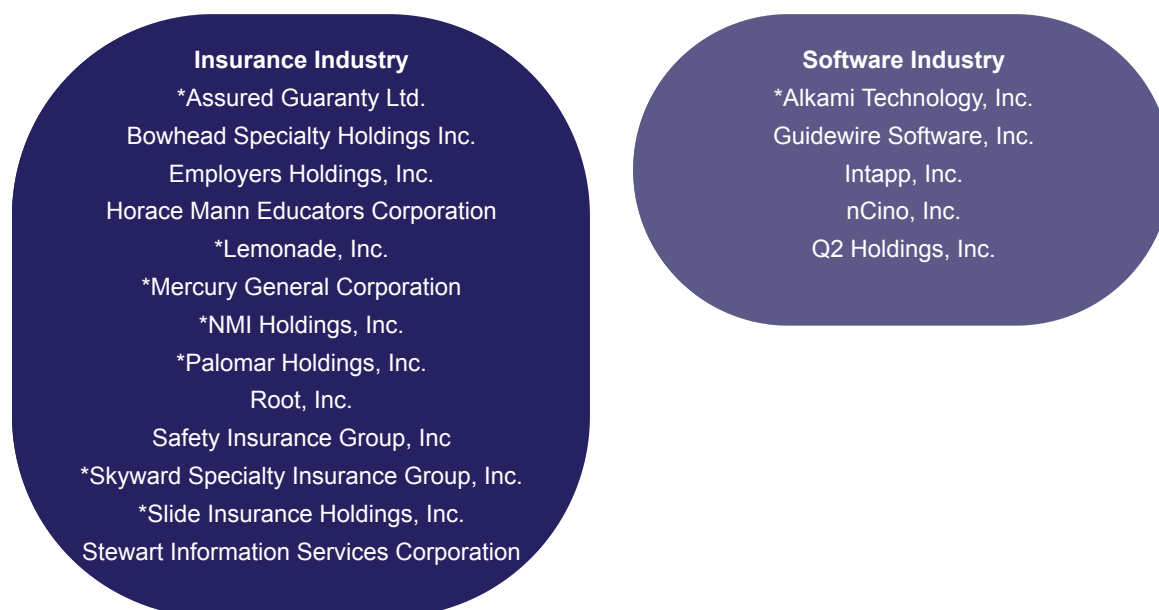 Insurance Industry
*Assured Guaranty Ltd.
Bowhead Specialty Holdings Inc.
Employers Holdings, Inc.
Horace Mann Educators Corporation
*Lemonade, Inc.
*Mercury General Corporation
*NMI Holdings, Inc.
*Palomar Holdings, Inc.
Root, Inc.
Safety Insurance Group, Inc
*Skyward Specialty Insurance Group, Inc.
*Slide Insurance Holdings, Inc.
Stewart Information Services Corporation
Software Industry
*Alkami Technology, Inc.
Guidewire Software, Inc.
Intapp, Inc.
nCino, Inc.
Q2 Holdings, Inc.